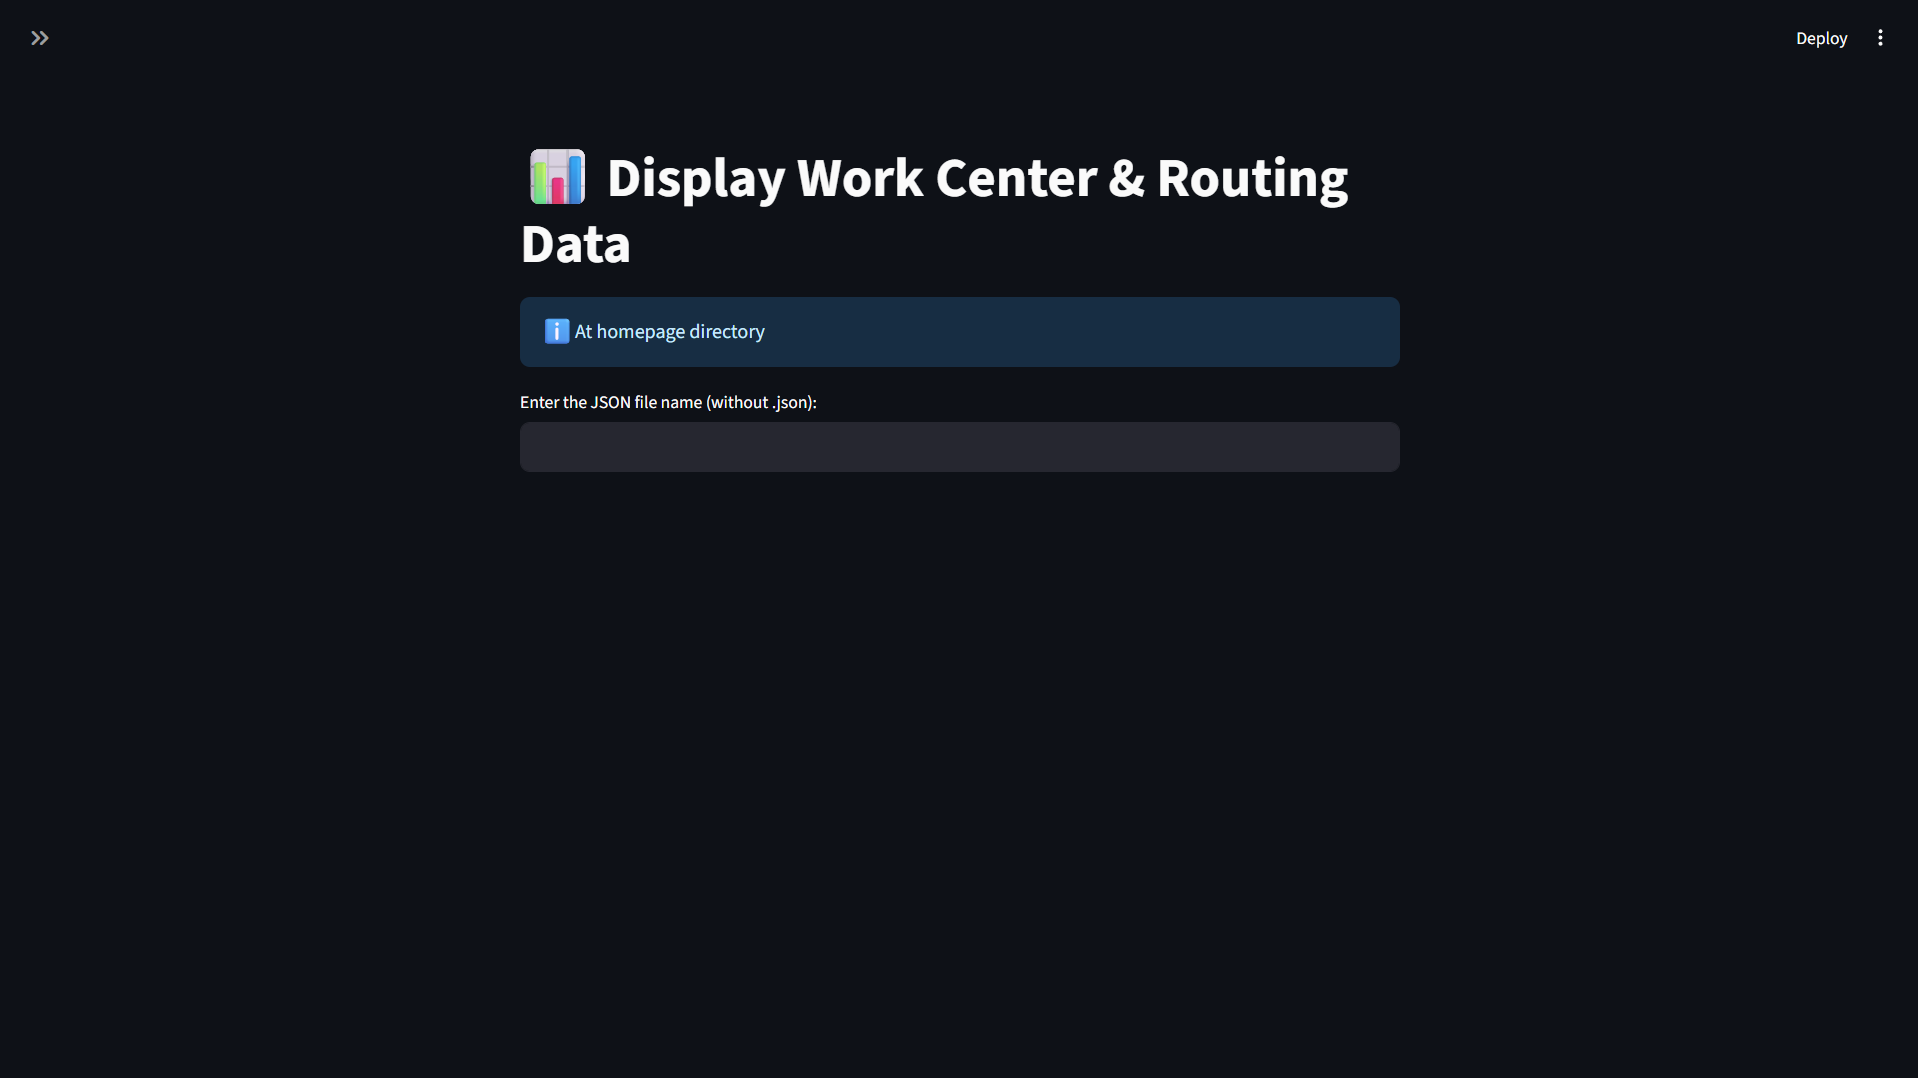 Deploy
Display Work Center & Routing
Data
At homepage directory
Enter the JSON file name (without .json):